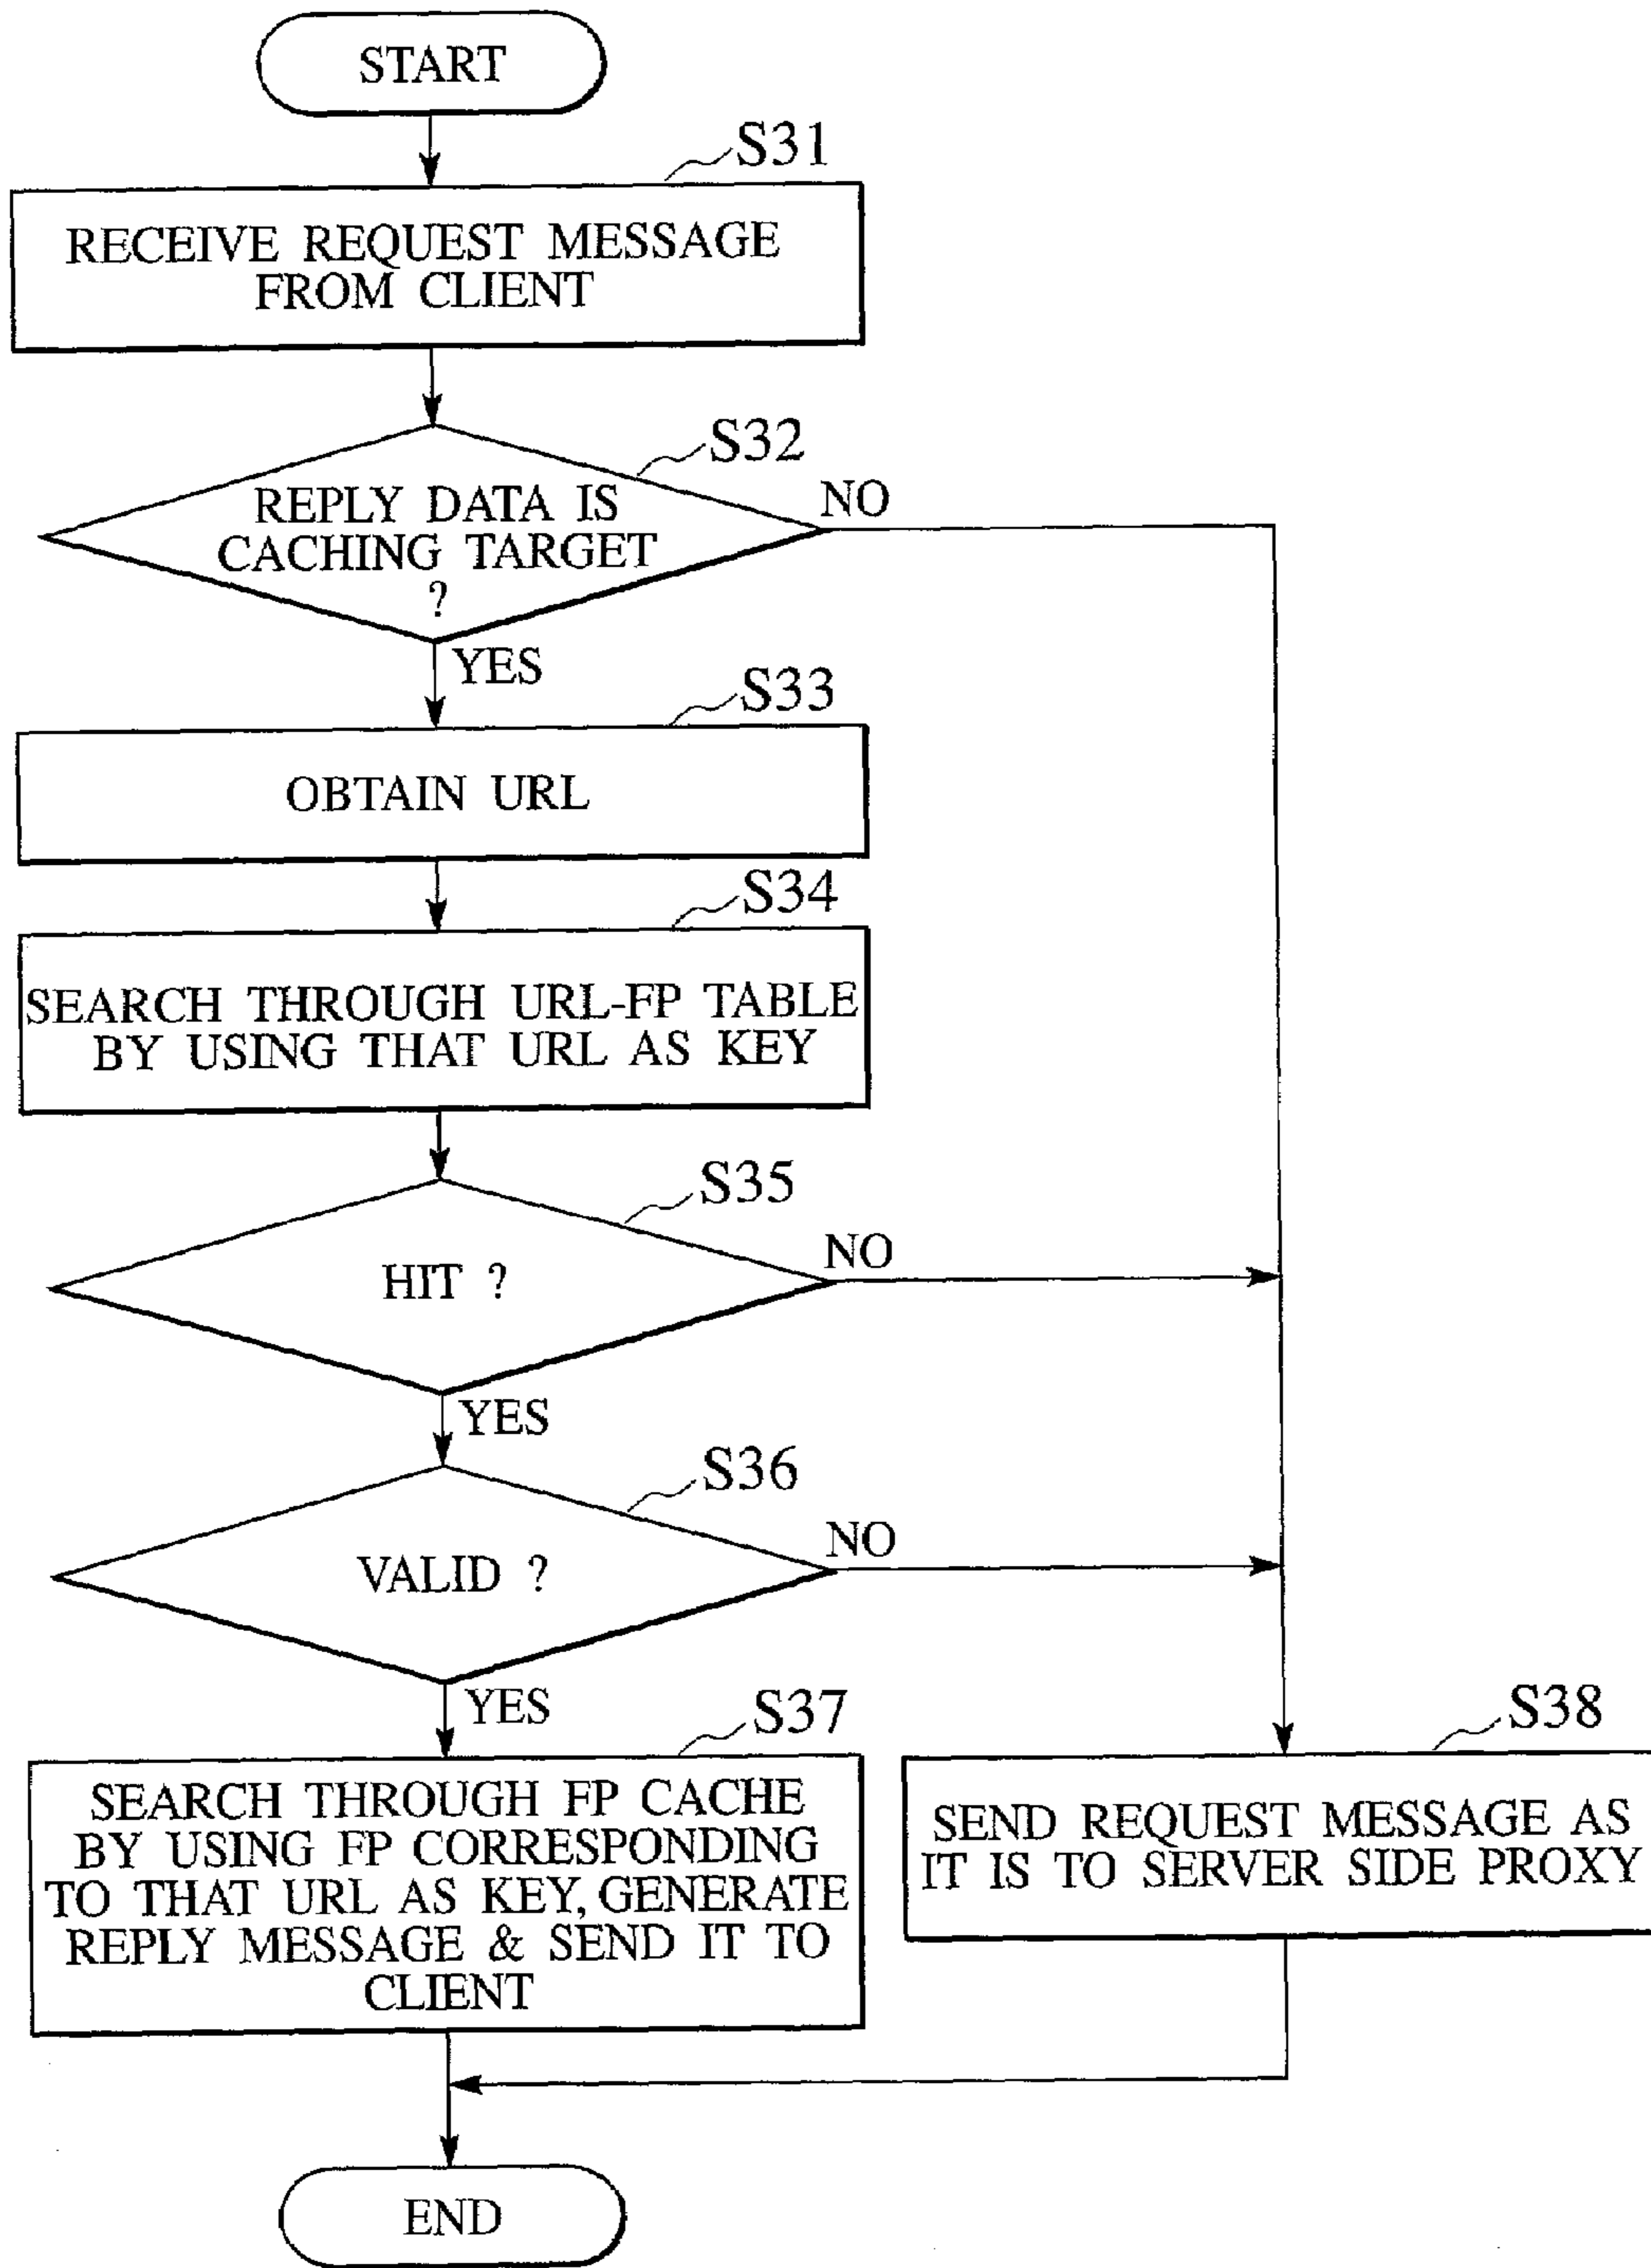 START
S31
RECEIVE REQUEST MESSAGE
FROM CLIENT
S32
REPLY DATA IS
CACHING TARGET
?
NO
YES
S33
OBTAIN URL
S34
SEARCH THROUGH URL-FP TABLE
BY USING THAT URL AS KEY
S35
HIT ?
NO
YES
S36
VALID ?
NO
YES
S37
SEARCH THROUGH FP CACHE
BY USING FP CORRESPONDING
TO THAT URL AS KEY, GENERATE
REPLY MESSAGE & SEND IT TO
CLIENT
S38
SEND REQUEST MESSAGE AS
IT IS TO SERVER SIDE PROXY
END